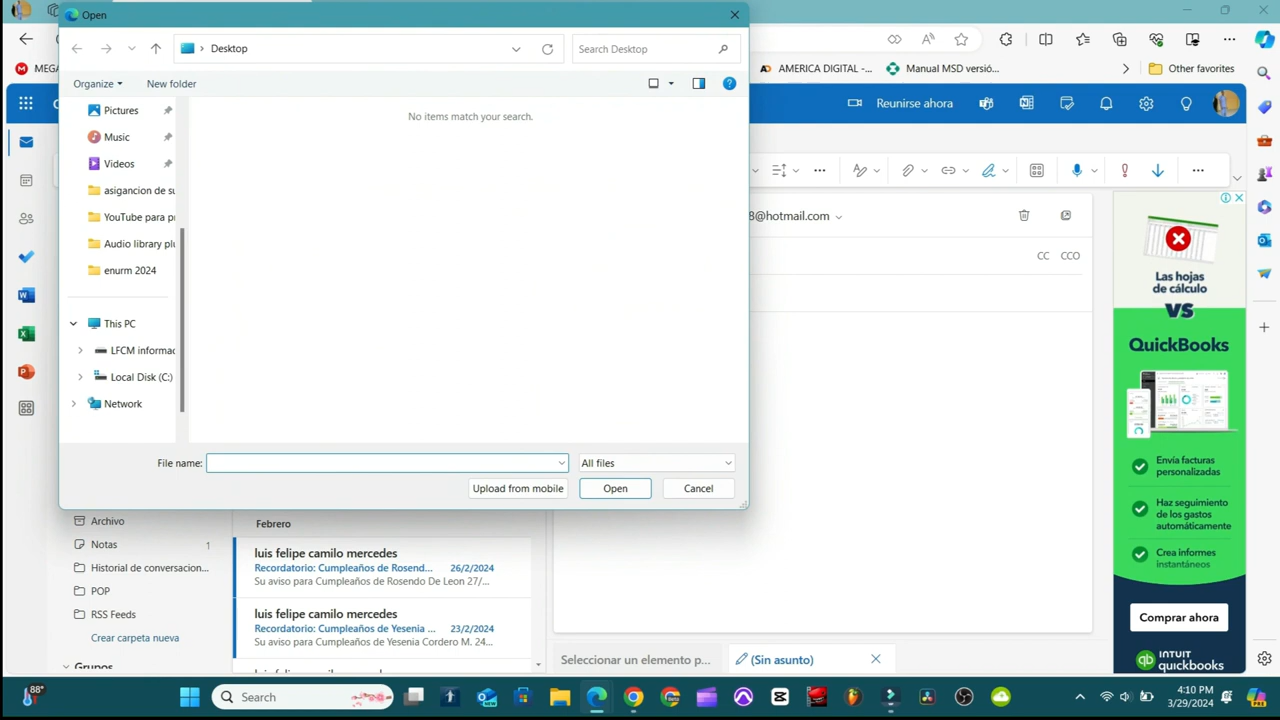 Open
Desktop
Search Desktop
MEGA
AMERICA DIGITAL -...
Manual MSD versió...
Other favorites
Organize
New folder
Reunirse ahora
Pictures
No items match your search.
Music
Videos
asigancion de su
YouTube para pr
Audio library plu
enurm 2024
8@hotmail.com
CC CCO
This PC
LFCM informac
Local Disk (C:)
Network
File name:
All files
Upload from mobile
Open
Cancel
Archivo
Notas 1
Historial de conversacion...
POP
RSS Feeds
Crear carpeta nueva
Grupos
Febrero
luis felipe camilo mercedes
Recordatorio: Cumpleaños de Rosend... 26/2/2024
Su aviso para Cumpleaños de Rosendo De Leon 27/...
luis felipe camilo mercedes
Recordatorio: Cumpleaños de Yesenia ... 23/2/2024
Su aviso para Cumpleaños de Yesenia Cordero M. 24...
Seleccionar un elemento p...
(Sin asunto)
Las hojas
de cálculo
VS
QuickBooks
Envía facturas
personalizadas
Haz seguimiento
de los gastos
automáticamente
Crea informes
instantáneos
Comprar ahora
INTUIT
quickbooks
88°
Search
4:10 PM
3/29/2024